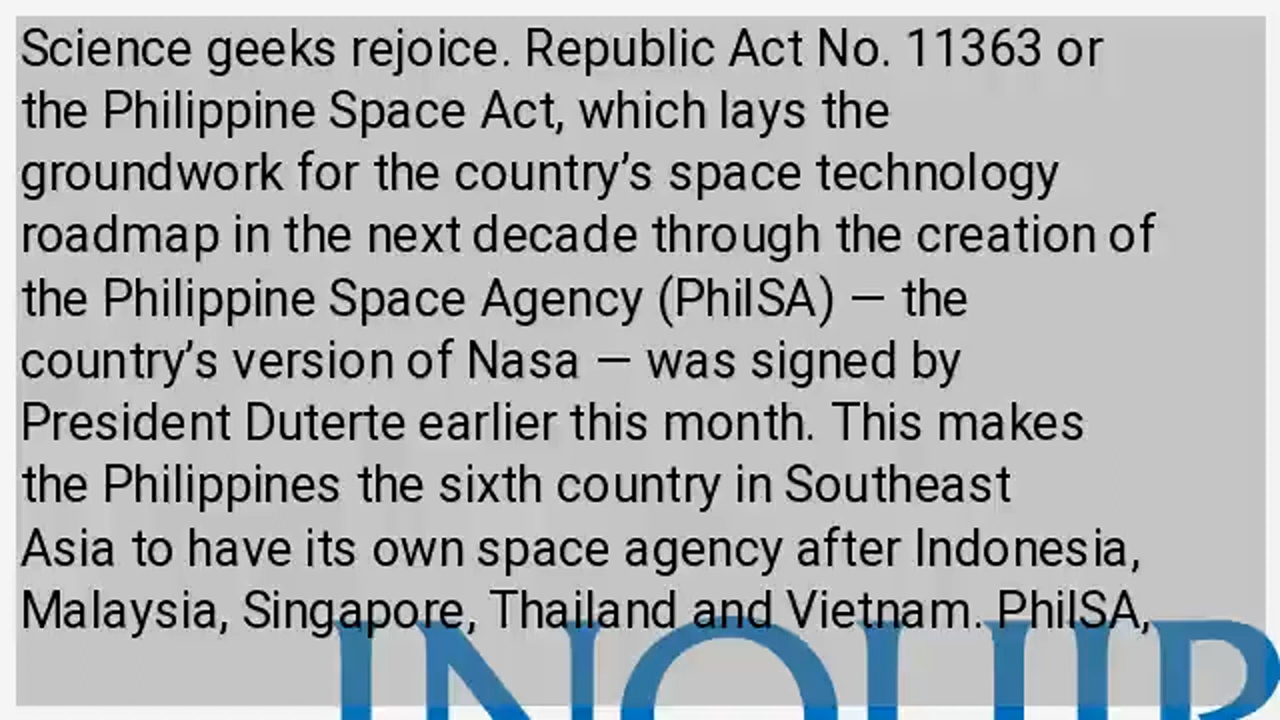 Science geeks rejoice. Republic Act No. 11363 or
the Philippine Space Act, which lays the
groundwork for the country’s space technology
roadmap in the next decade through the creation of
the Philippine Space Agency (PhilSA) — the
country’s version of Nasa — was signed by
President Duterte earlier this month. This makes
the Philippines the sixth country in Southeast
Asia to have its own space agency after Indonesia,
Malaysia, Singapore, Thailand and Vietnam. PhilSA,